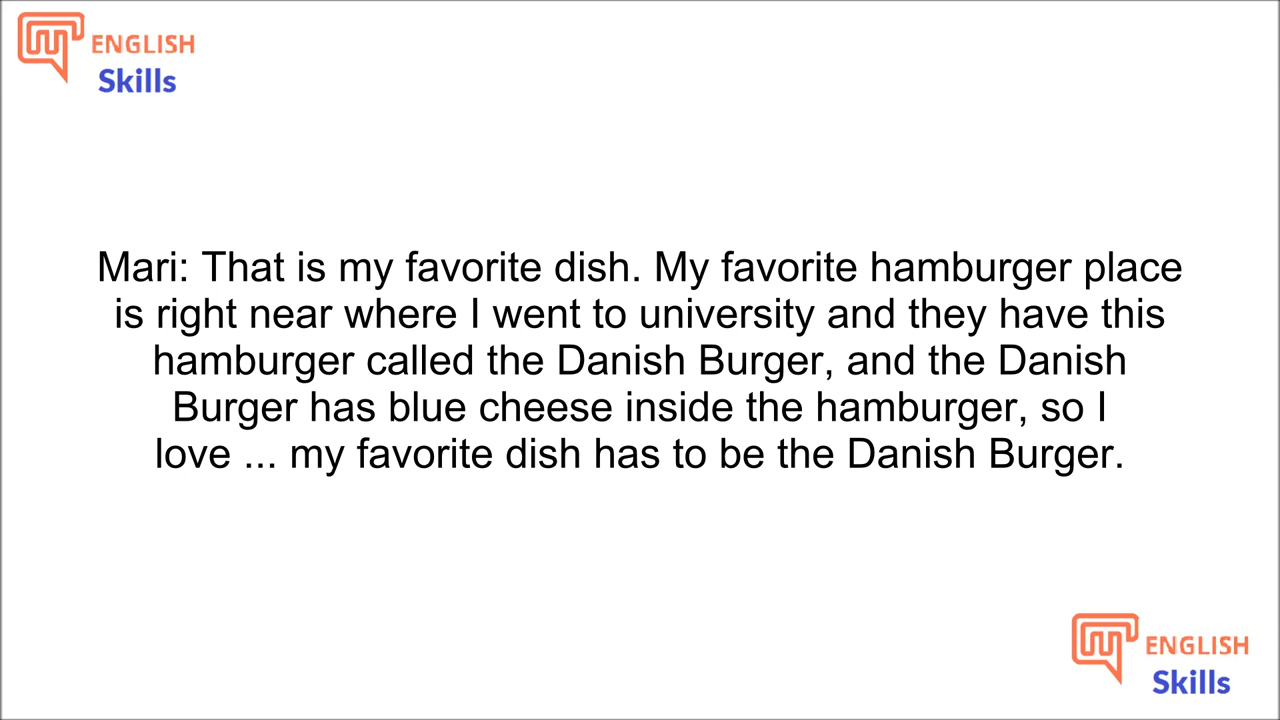 ENGLISH
Skills
Mari: That is my favorite dish. My favorite hamburger place
is right near where I went to university and they have this
hamburger called the Danish Burger, and the Danish
Burger has blue cheese inside the hamburger, so I
love ... my favorite dish has to be the Danish Burger.
ENGLISH
Skills